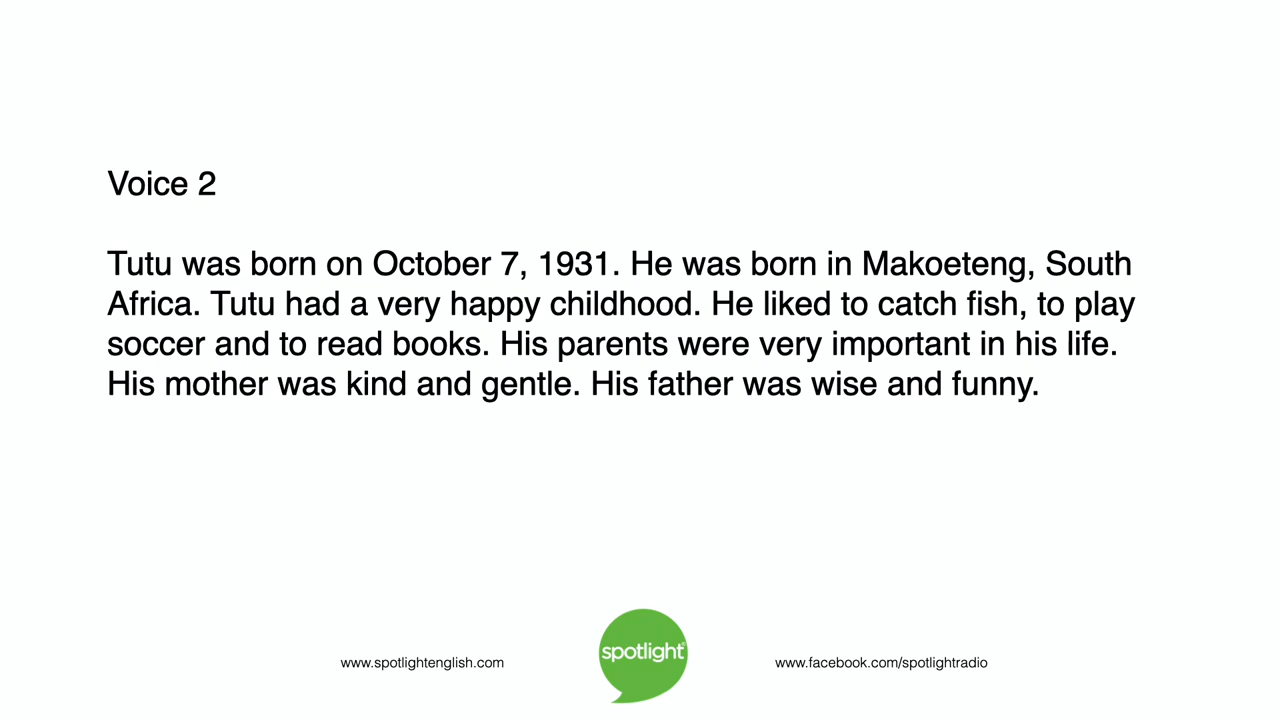 Voice 2
Tutu was born on October 7, 1931. He was born in Makoeteng, South
Africa. Tutu had a very happy childhood. He liked to catch fish, to play
soccer and to read books. His parents were very important in his life.
His mother was kind and gentle. His father was wise and funny.
www.spotlightenglish.com
spotlight®
www.facebook.com/spotlightradio